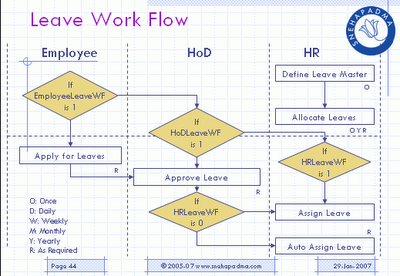 Leave Work Flow
SNEHAPADMA
Employee
HoD
HR
If
EmployeeLeaveWF
is 1
Define Leave Master
O
Allocate Leaves
O Y R
If
HoDLeaveWF
is 1
If
HRLeaveWF
is 1
Apply for Leaves
R
Approve Leave
R
If
HRLeaveWF
is 0
Assign Leave
R
Auto Assign Leave
O: Once
D: Daily
W: Weekly
M: Monthly
Y: Yearly
R: As Required
Page 44
© 2005-07 www.snehapadma.com
29-Jan-2007